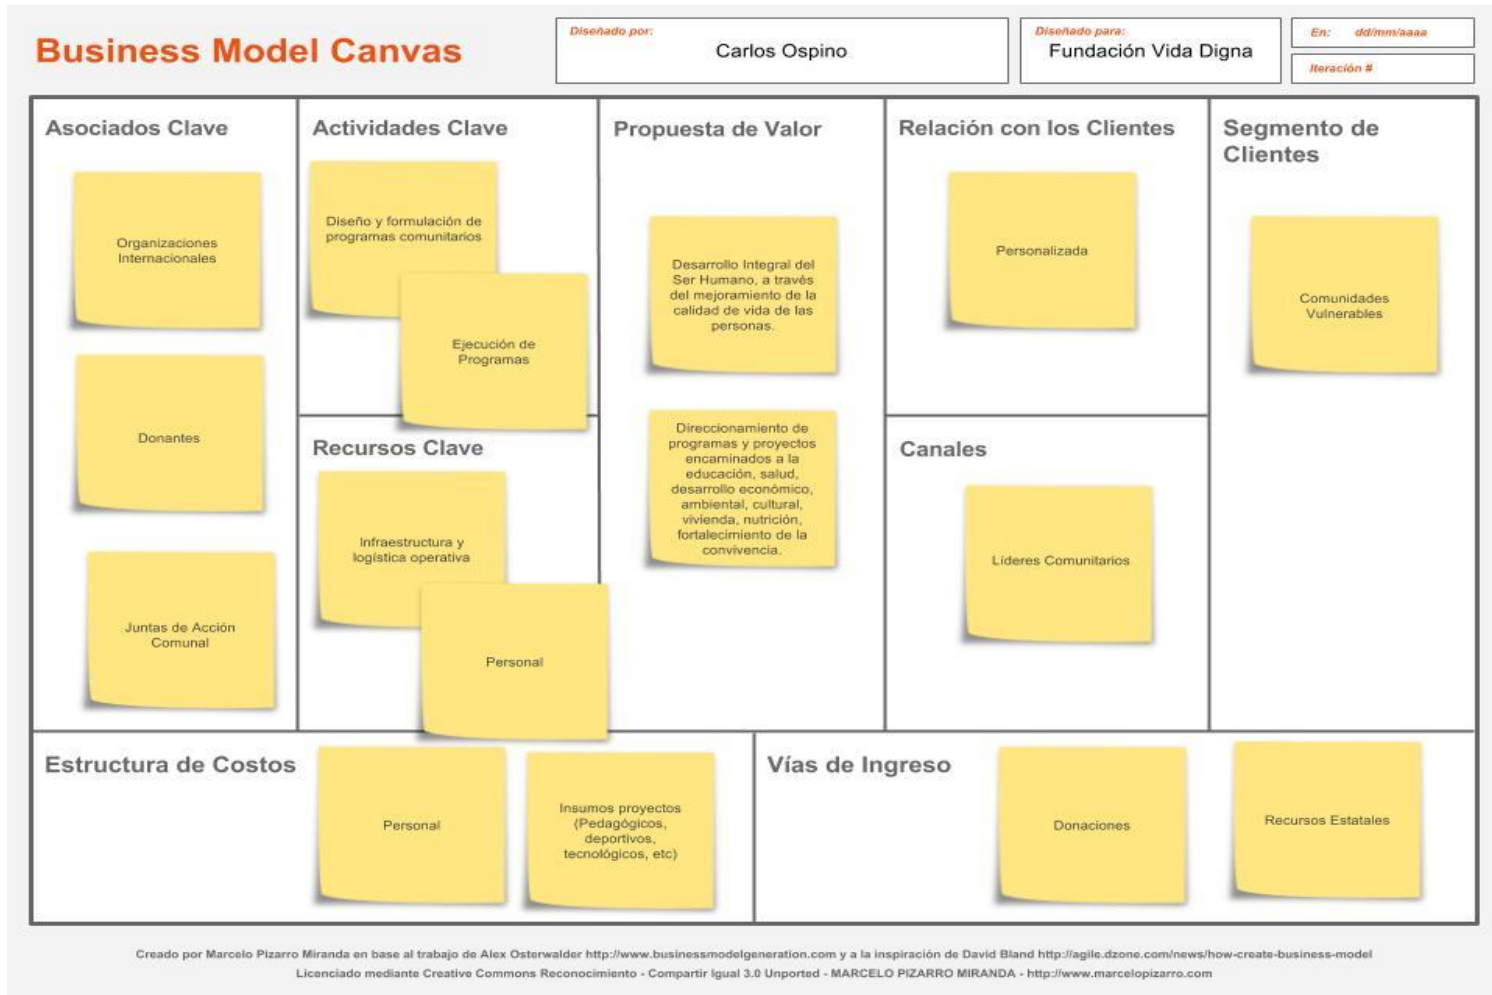 Business Model Canvas
Diseñado por:
Carlos Ospino
Diseñado para:
Fundación Vida Digna
En: dd/mm/aaaa
Iteración #
Asociados Clave
Organizaciones
Internacionales
Donantes
Juntas de Acción
Comunal
Actividades Clave
Diseño y formulación de
programas comunitarios
Ejecución de
Programas
Recursos Clave
Infraestructura y
logística operativa
Personal
Propuesta de Valor
Desarrollo Integral del
Ser Humano, a través
del mejoramiento de la
calidad de vida de las
personas.
Direccionamiento de
programas y proyectos
encaminados a la
educación, salud,
desarrollo económico,
ambiental, cultural,
vivienda, nutrición,
fortalecimiento de la
convivencia.
Relación con los Clientes
Personalizada
Canales
Líderes Comunitarios
Segmento de
Clientes
Comunidades
Vulnerables
Estructura de Costos
Personal
Insumos proyectos
(Pedagógicos,
deportivos,
tecnológicos, etc)
Vías de Ingreso
Donaciones
Recursos Estatales
Creado por Marcelo Pizarro Miranda en base al trabajo de Alex Osterwalder http://www.businessmodelgeneration.com y a la inspiración de David Bland http://agile.dzone.com/news/how-create-business-model
Licenciado mediante Creative Commons Reconocimiento - Compartir Igual 3.0 Unported - MARCELO PIZARRO MIRANDA - http://www.marcelopizarro.com